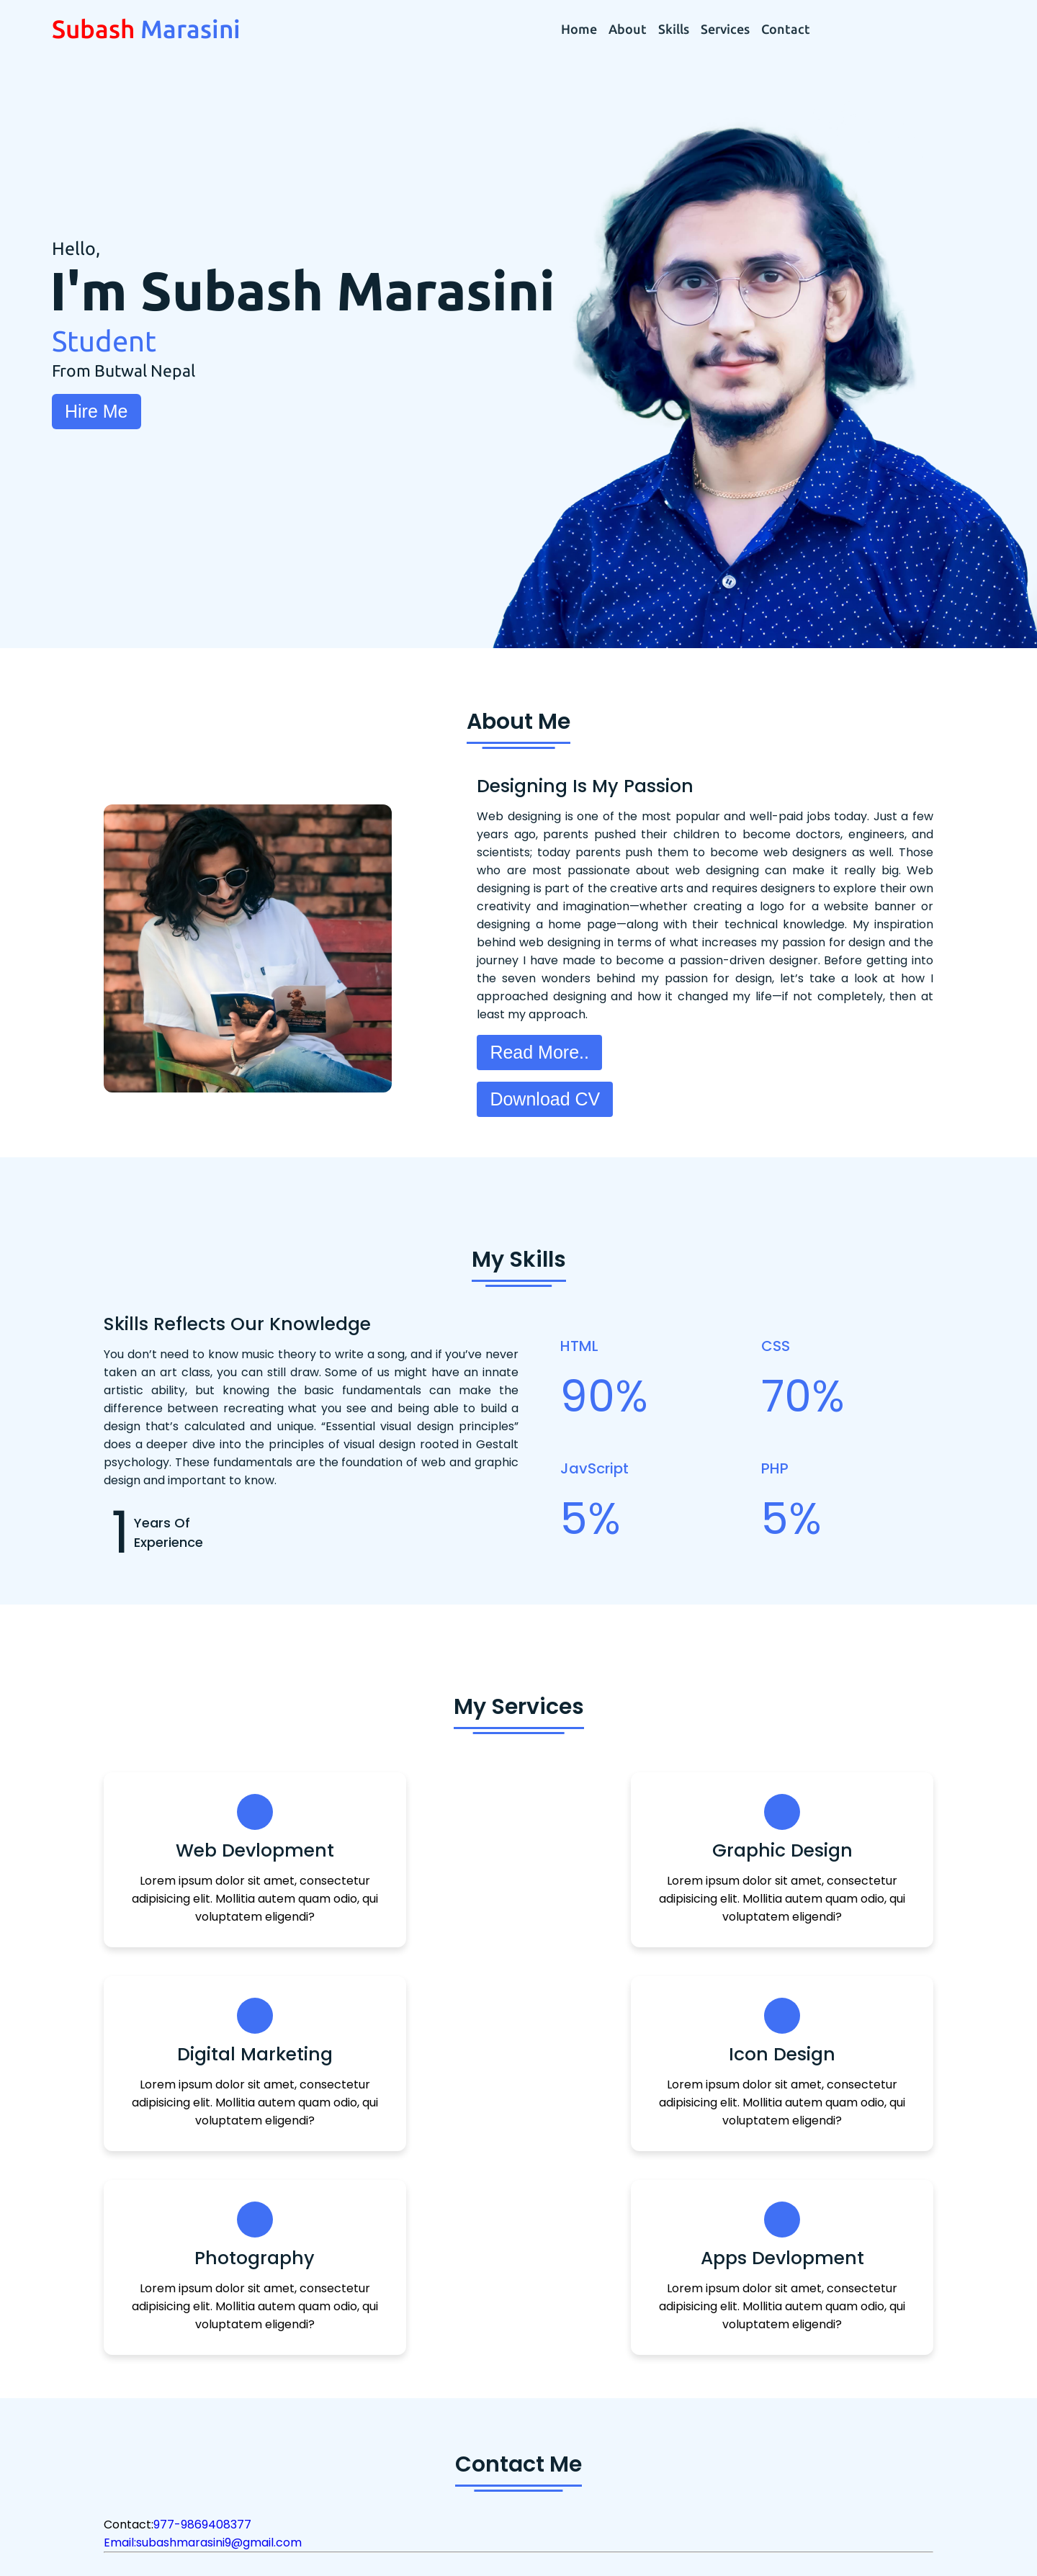 Subash Marasini
Home About Skills Services Contact
Hello,
I'm Subash Marasini
Student
From Butwal Nepal
Hire Me
About Me
Designing Is My Passion
Web designing is one of the most popular and well-paid jobs today. Just a few
years ago, parents pushed their children to become doctors, engineers, and
scientists; today parents push them to become web designers as well. Those
who are most passionate about web designing can make it really big. Web
designing is part of the creative arts and requires designers to explore their own
creativity and imagination—whether creating a logo for a website banner or
designing a home page—along with their technical knowledge. My inspiration
behind web designing in terms of what increases my passion for design and the
journey I have made to become a passion-driven designer. Before getting into
the seven wonders behind my passion for design, let’s take a look at how I
approached designing and how it changed my life—if not completely, then at
least my approach.
Read More..
Download CV
My Skills
Skills Reflects Our Knowledge
You don’t need to know music theory to write a song, and if you’ve never
taken an art class, you can still draw. Some of us might have an innate
artistic ability, but knowing the basic fundamentals can make the
difference between recreating what you see and being able to build a
design that’s calculated and unique. “Essential visual design principles”
does a deeper dive into the principles of visual design rooted in Gestalt
psychology. These fundamentals are the foundation of web and graphic
design and important to know.
1 Years Of
Experience
HTML
90%
CSS
70%
JavScript
5%
PHP
5%
My Services
Web Devlopment
Lorem ipsum dolor sit amet, consectetur
adipisicing elit. Mollitia autem quam odio, qui
voluptatem eligendi?
Graphic Design
Lorem ipsum dolor sit amet, consectetur
adipisicing elit. Mollitia autem quam odio, qui
voluptatem eligendi?
Digital Marketing
Lorem ipsum dolor sit amet, consectetur
adipisicing elit. Mollitia autem quam odio, qui
voluptatem eligendi?
Icon Design
Lorem ipsum dolor sit amet, consectetur
adipisicing elit. Mollitia autem quam odio, qui
voluptatem eligendi?
Photography
Lorem ipsum dolor sit amet, consectetur
adipisicing elit. Mollitia autem quam odio, qui
voluptatem eligendi?
Apps Devlopment
Lorem ipsum dolor sit amet, consectetur
adipisicing elit. Mollitia autem quam odio, qui
voluptatem eligendi?
Contact Me
Contact:977-9869408377
Email:subashmarasini9@gmail.com